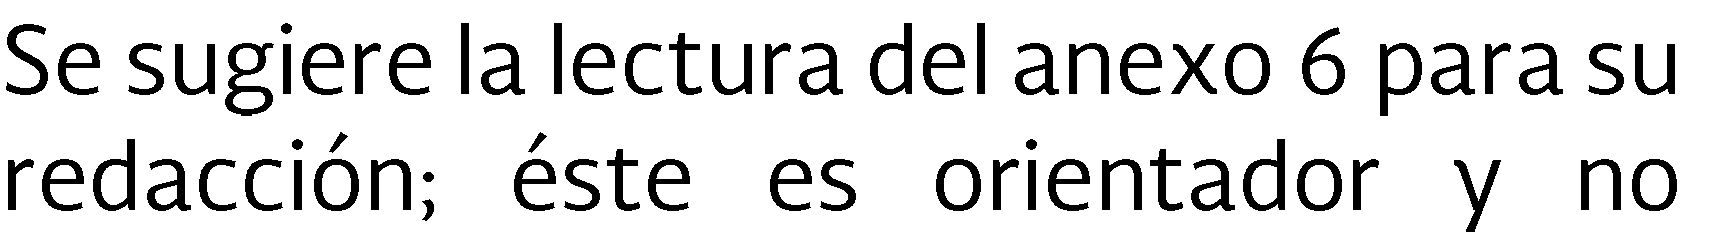 Se sugiere la lectura del anexo 6 para su
redacción; éste es orientador y no